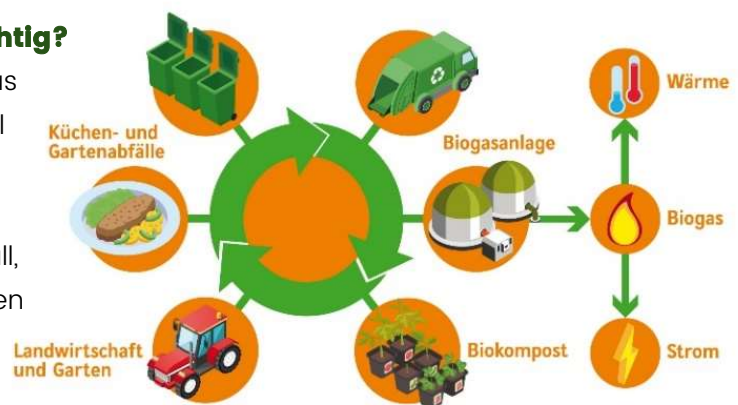 htig?
us
l
ll,
en
Küchen- und
Gartenabfälle
Biogasanlage
Wärme
Biogas
Landwirtschaft
und Garten
Biokompost
Strom